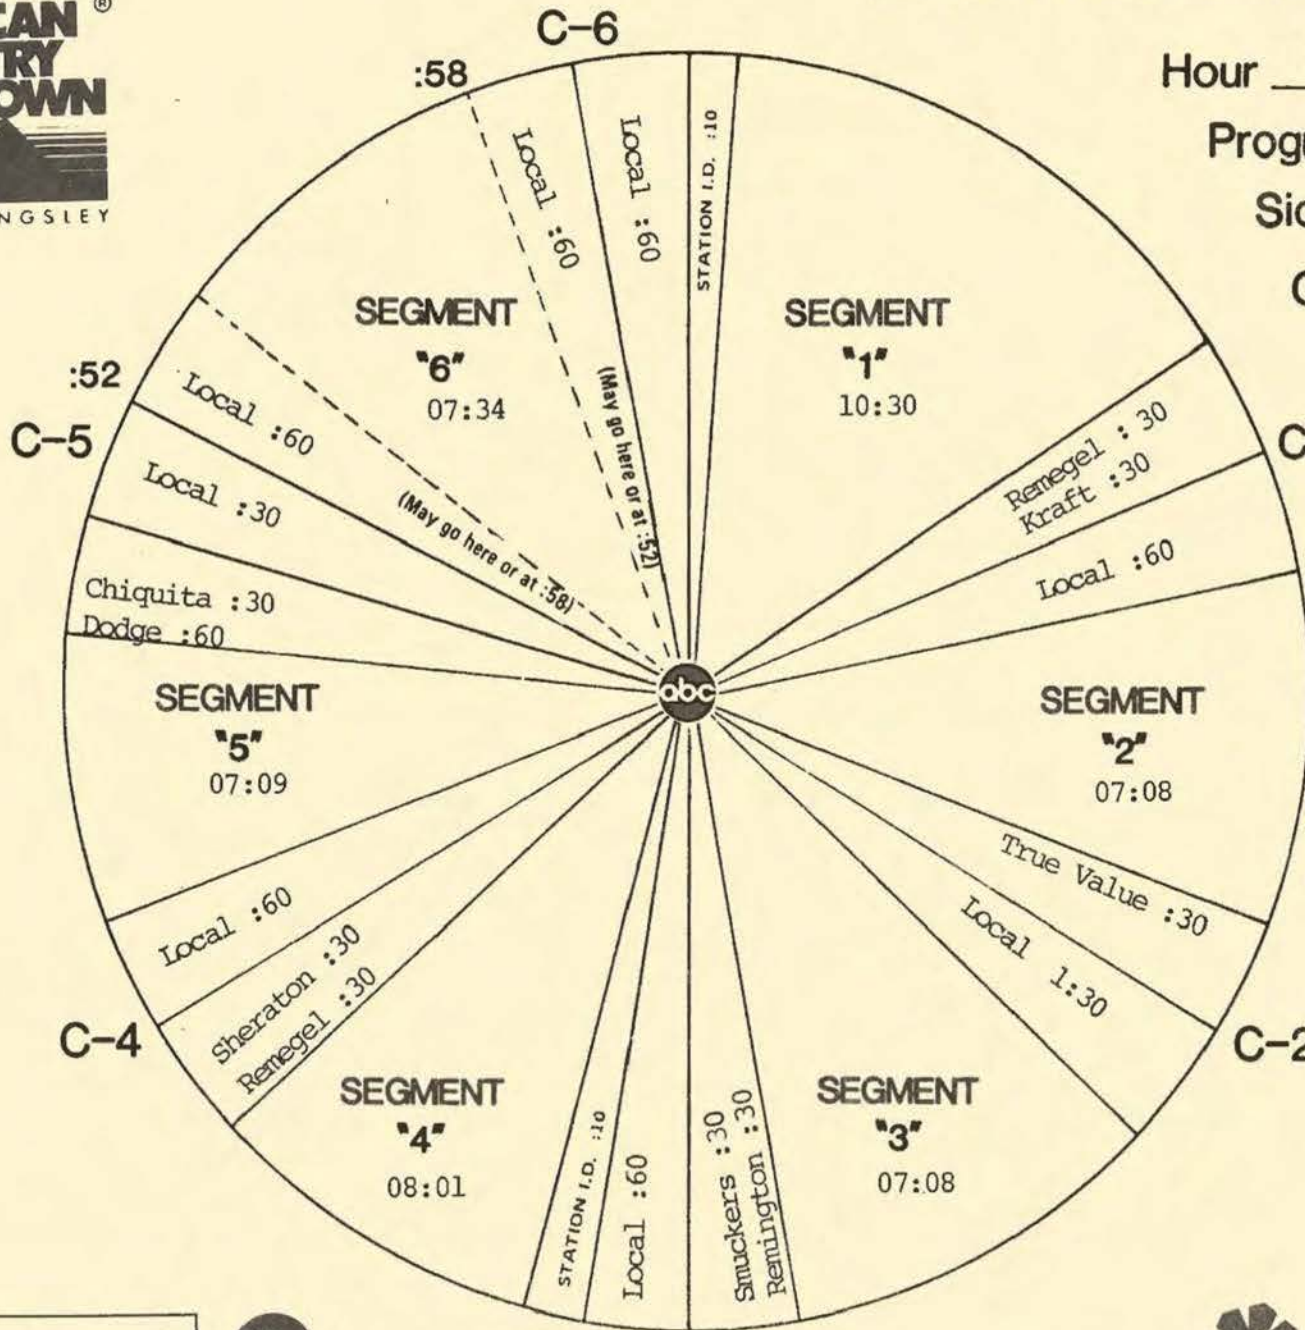 CAN ®
TRY
DOWN
NGSLEY
C-6
:58
Hour
Local :60
Local :60
STATION I.D. :10
(May go here or at :52)
SEGMENT
"6"
07:34
SEGMENT
"1"
10:30
:52
C-5
Local :60
(May go here or at :58)
Local :30
Chiquita :30
Dodge :60
Remegel : 30
Kraft :30
Local :60
abc
SEGMENT
"5"
07:09
SEGMENT
"2"
07:08
True Value :30
Local 1:30
C-2
Local :60
C-4
Sheraton :30
Remegel :30
SEGMENT
"4"
08:01
STATION I.D. :10
Local :60
Smuckers :30
Remington :30
SEGMENT
"3"
07:08